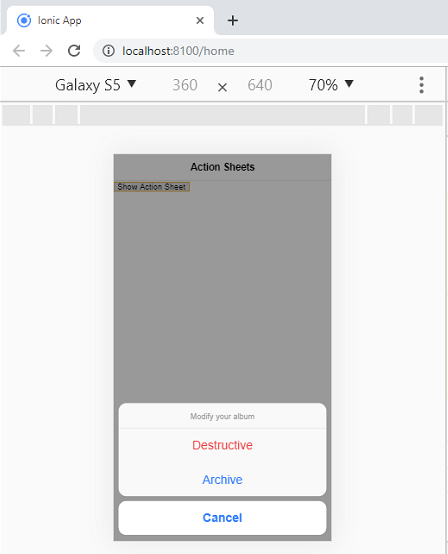 Ionic App
localhost:8100/home
Galaxy S5 ▼ 360 × 640 70% ▼
Action Sheets
Show Action Sheet
Modify your album
Destructive
Archive
Cancel